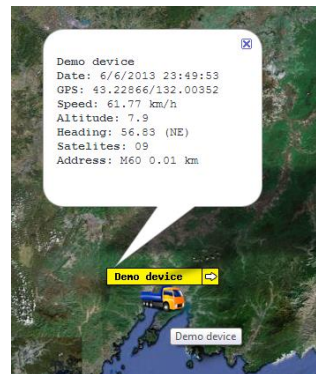 Demo device
Date: 6/6/2013 23:49:53
GPS: 43.22866/132.00352
Speed: 61.77 km/h
Altitude: 7.9
Heading: 56.83 (NE)
Satelites: 09
Address: M60 0.01 km
Demo device
Demo device